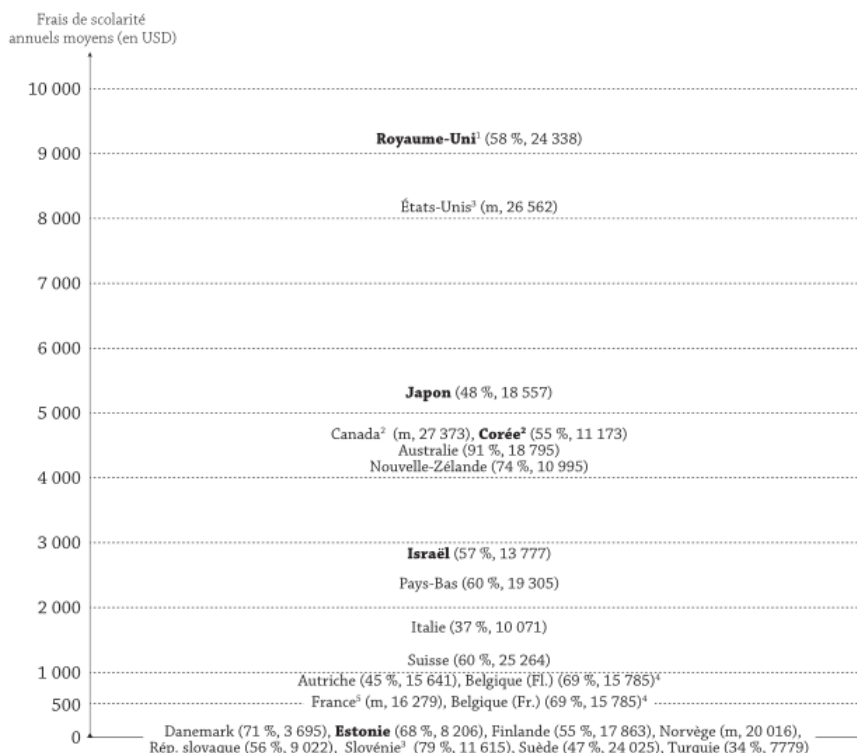 Frais de scolarité
annuels moyens (en USD)
10 000
Royaume-Uni¹ (58 %, 24 338)
9 000
États-Unis³ (m, 26 562)
8 000
7 000
6 000
Japon (48 %, 18 557)
5 000
Canada² (m, 27 373), Corée² (55 %, 11 173)
Australie (91 %, 18 795)
Nouvelle-Zélande (74 %, 10 995)
4 000
3 000
Israël (57 %, 13 777)
Pays-Bas (60 %, 19 305)
2 000
Italie (37 %, 10 071)
Suisse (60 %, 25 264)
1 000
Autriche (45 %, 15 641), Belgique (Fl.) (69 %, 15 785)⁴
500
France⁵ (m, 16 279), Belgique (Fr.) (69 %, 15 785)⁴
Danemark (71 %, 3 695), Estonie (68 %, 8 206), Finlande (55 %, 17 863), Norvège (m, 20 016),
0
Rép. slovaque (56 %, 9 022), Slovénie³ (79 %, 11 615), Suède (47 %, 24 025), Turquie (34 %, 7779)